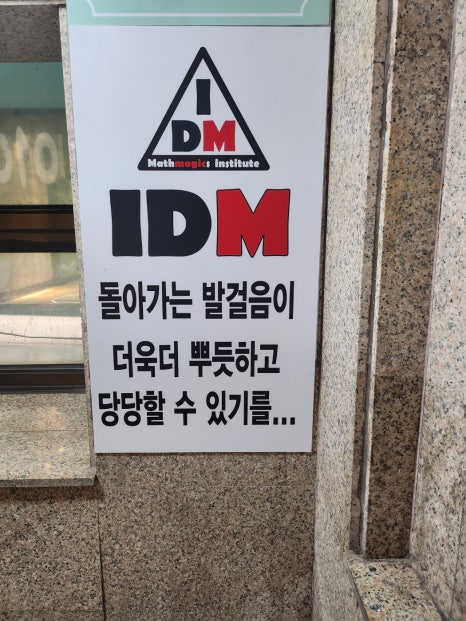 I
DM
Mathmagics institute
IDM
돌아가는 발걸음이
더욱더 뿌듯하고
당당할 수 있기를...